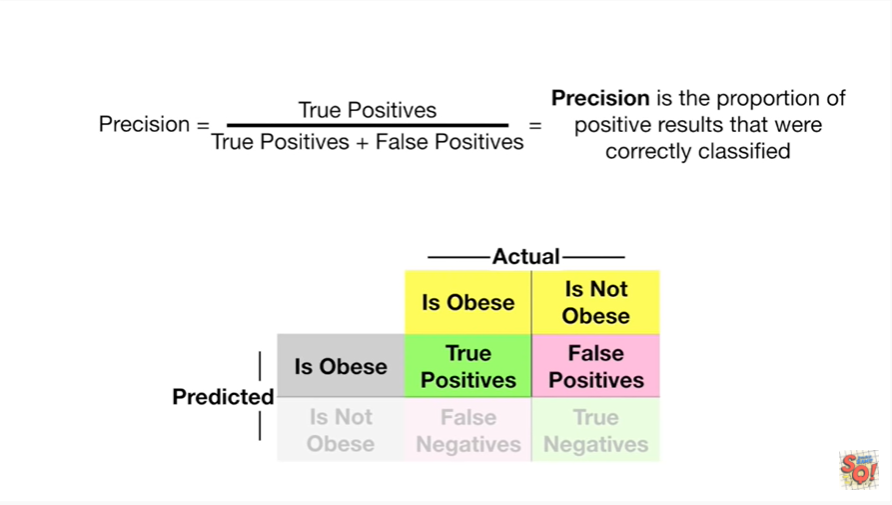 Precision = True Positives / True Positives + False Positives =
Precision is the proportion of
positive results that were
correctly classified
Actual
Is Obese
Is Not
Obese
Predicted
Is Obese
True
Positives
False
Positives
Is Not
Obese
False
Negatives
True
Negatives
SQ!